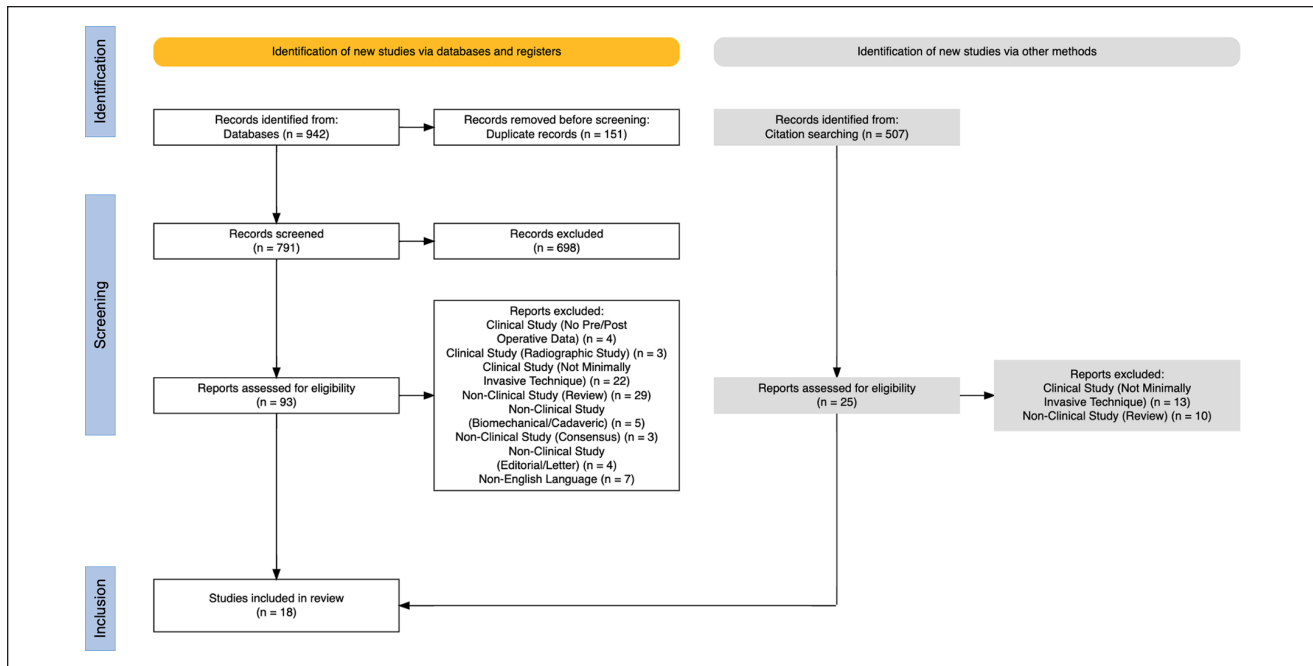 Identification
Identification of new studies via databases and registers
Identification of new studies via other methods
Records identified from:
Databases (n = 942)
Records removed before screening:
Duplicate records (n = 151)
Records identified from:
Citation searching (n = 507)
Screening
Records screened
(n = 791)
Records excluded
(n = 698)
Reports assessed for eligibility
(n = 93)
Reports excluded:
Clinical Study (No Pre/Post
Operative Data) (n = 4)
Clinical Study (Radiographic Study) (n = 3)
Clinical Study (Not Minimally
Invasive Technique) (n = 22)
Non-Clinical Study (Review) (n = 29)
Non-Clinical Study
(Biomechanical/Cadaveric) (n = 5)
Non-Clinical Study (Consensus) (n = 3)
Non-Clinical Study
(Editorial/Letter) (n = 4)
Non-English Language (n = 7)
Reports assessed for eligibility
(n = 25)
Reports excluded:
Clinical Study (Not Minimally
Invasive Technique) (n = 13)
Non-Clinical Study (Review) (n = 10)
Inclusion
Studies included in review
(n = 18)